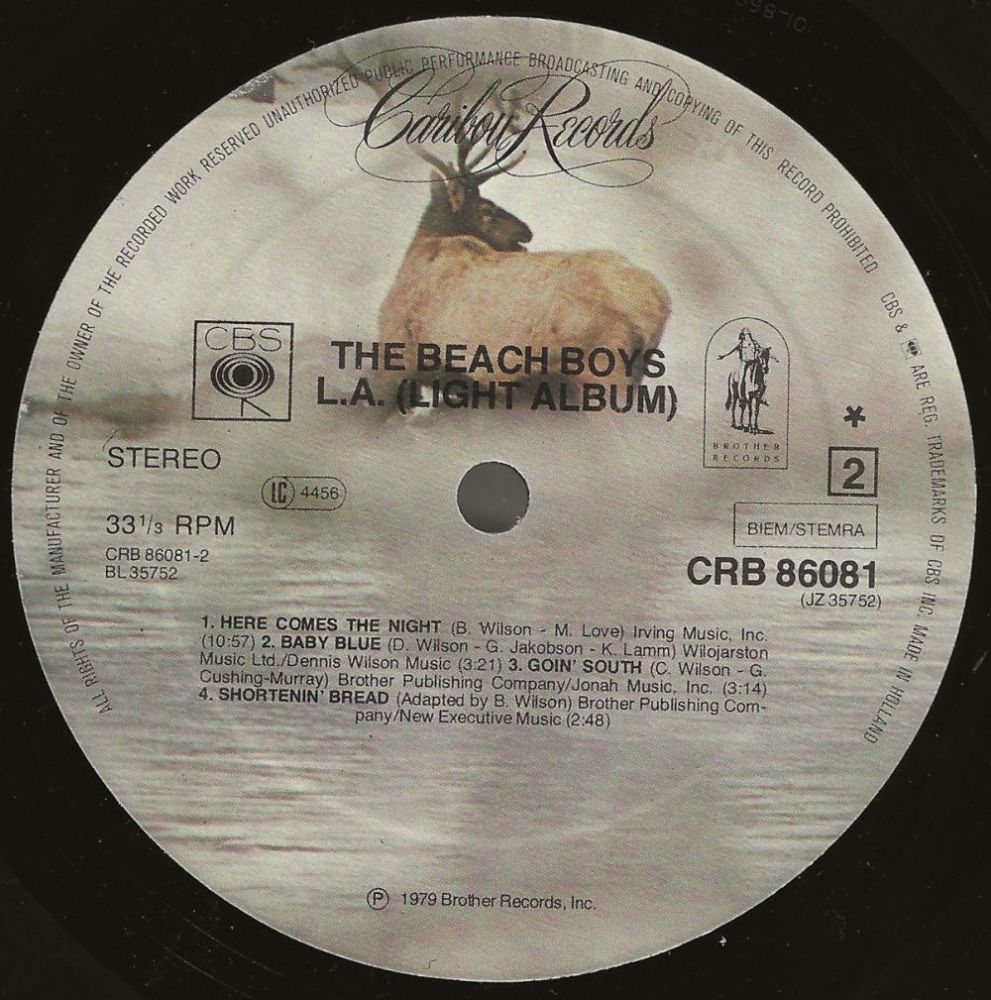 ALL RIGHTS OF THE MANUFACTURER AND OF THE OWNER OF THE RECORDED WORK RESERVED UNAUTHORIZED PUBLIC PERFORMANCE BROADCASTING AND COPYING OF THIS RECORD PROHIBITED
CBS & ARE REG. TRADEMARKS OF CBS INC. MADE IN HOLLAND
Caribou Records
CBS
THE BEACH BOYS
L.A. (LIGHT ALBUM)
BROTHER
RECORDS
*
STEREO
2
LC 4456
33 1/3 RPM
BIEM/STEMRA
CRB 86081-2
BL 35752
CRB 86081
(JZ 35752)
1. HERE COMES THE NIGHT (B. Wilson - M. Love) Irving Music, Inc.
(10:57) 2. BABY BLUE (D. Wilson - G. Jakobson - K. Lamm) Wilojarston
Music Ltd./Dennis Wilson Music (3:21) 3. GOIN' SOUTH (C. Wilson - G.
Cushing-Murray) Brother Publishing Company/Jonah Music, Inc. (3:14)
4. SHORTENIN' BREAD (Adapted by B. Wilson) Brother Publishing Com-
pany/New Executive Music (2:48)
℗ 1979 Brother Records, Inc.